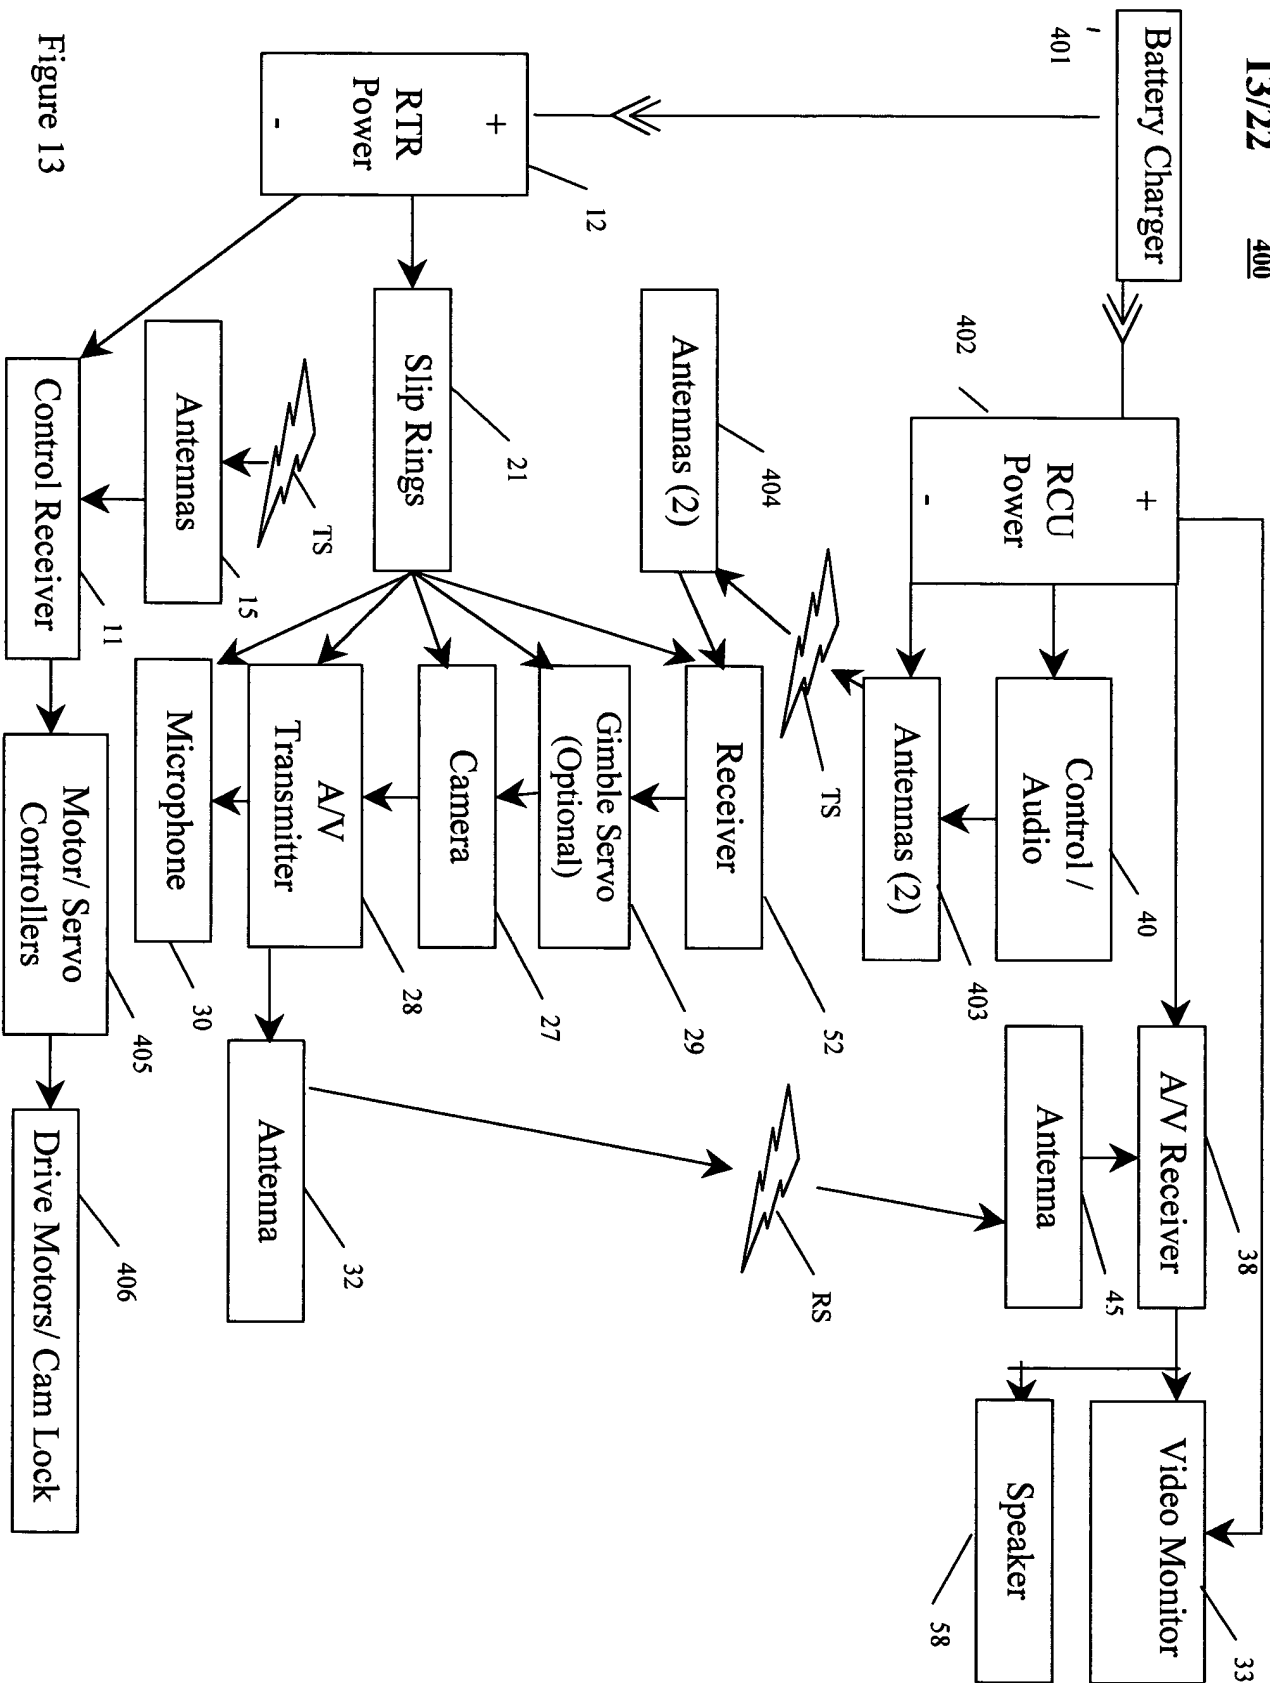 13/22
400
Battery Charger
401
RCU
Power
+
-
402
Control /
Audio
40
Antennas (2)
403
A/V Receiver
38
Antenna
45
Video Monitor
33
Speaker
58
TS
RS
Antennas (2)
404
Receiver
52
Gimble Servo
(Optional)
29
Camera
27
A/V
Transmitter
28
Microphone
30
Antenna
32
Slip Rings
21
RTR
Power
+
-
12
TS
Antennas
15
Control Receiver
11
Motor/ Servo
Controllers
405
Drive Motors/ Cam Lock
406
Figure 13